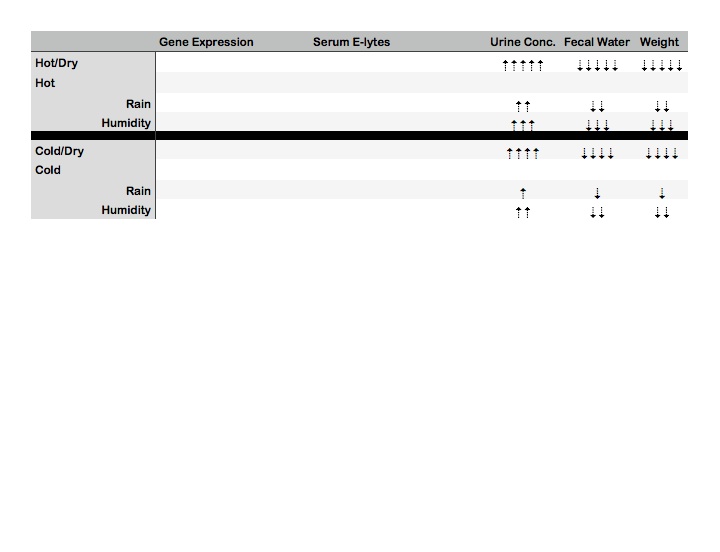 Gene Expression Serum E-lytes Urine Conc. Fecal Water Weight
Hot/Dry ↑↑↑↑↑ ↓↓↓↓↓ ↓↓↓↓↓
Hot
Rain ↑↑ ↓↓ ↓↓
Humidity ↑↑↑ ↓↓↓ ↓↓↓
Cold/Dry ↑↑↑↑ ↓↓↓↓ ↓↓↓↓
Cold
Rain ↑ ↓ ↓
Humidity ↑↑ ↓↓ ↓↓